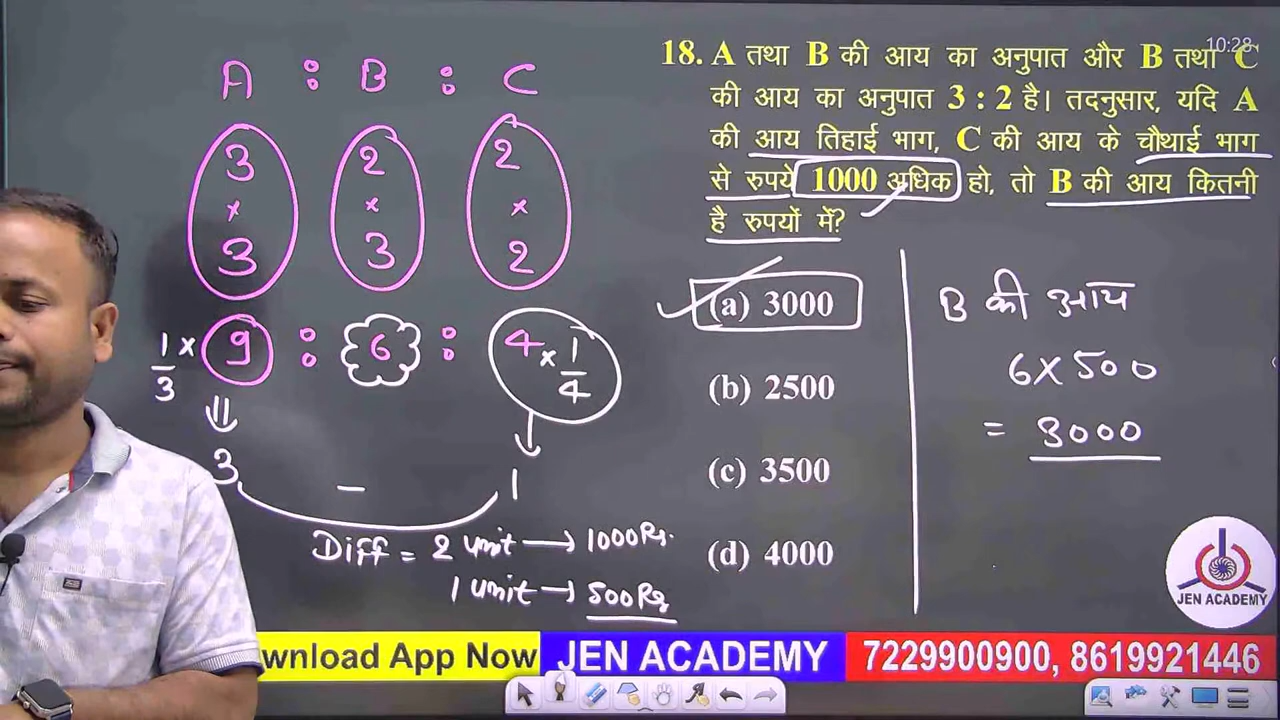 10:28
18. A तथा B की आय का अनुपात और B तथा C
की आय का अनुपात 3 : 2 है। तदनुसार, यदि A
की आय तिहाई भाग, C की आय के चौथाई भाग
से रुपये 1000 अधिक हो, तो B की आय कितनी
है रुपयों में?
(a) 3000
(b) 2500
(c) 3500
(d) 4000
A : B : C
3 2 2
× × ×
3 3 2
1/3 × 9 : 6 : 4 × 1/4
3 – 1
Diff = 2 unit → 1000Rs.
1 unit → 500Rs
B की आय
6×500
= 3000
JEN ACADEMY
wnload App Now
JEN ACADEMY
7229900900, 8619921446